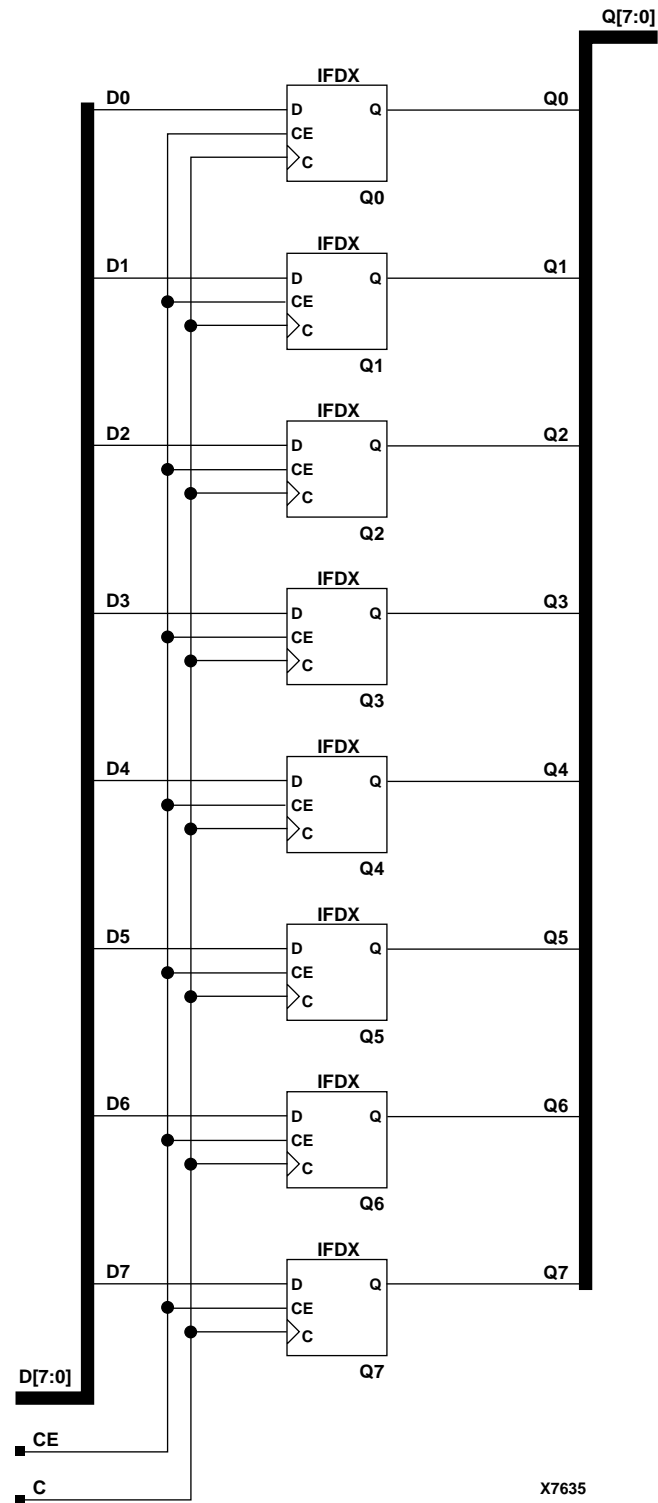 Q[7:0]
IFDX
D0
D
Q
Q0
CE
C
Q0
IFDX
D1
D
Q
Q1
CE
C
Q1
IFDX
D2
D
Q
Q2
CE
C
Q2
IFDX
D3
D
Q
Q3
CE
C
Q3
IFDX
D4
D
Q
Q4
CE
C
Q4
IFDX
D5
D
Q
Q5
CE
C
Q5
IFDX
D6
D
Q
Q6
CE
C
Q6
IFDX
D7
D
Q
Q7
CE
C
Q7
D[7:0]
CE
C
X7635